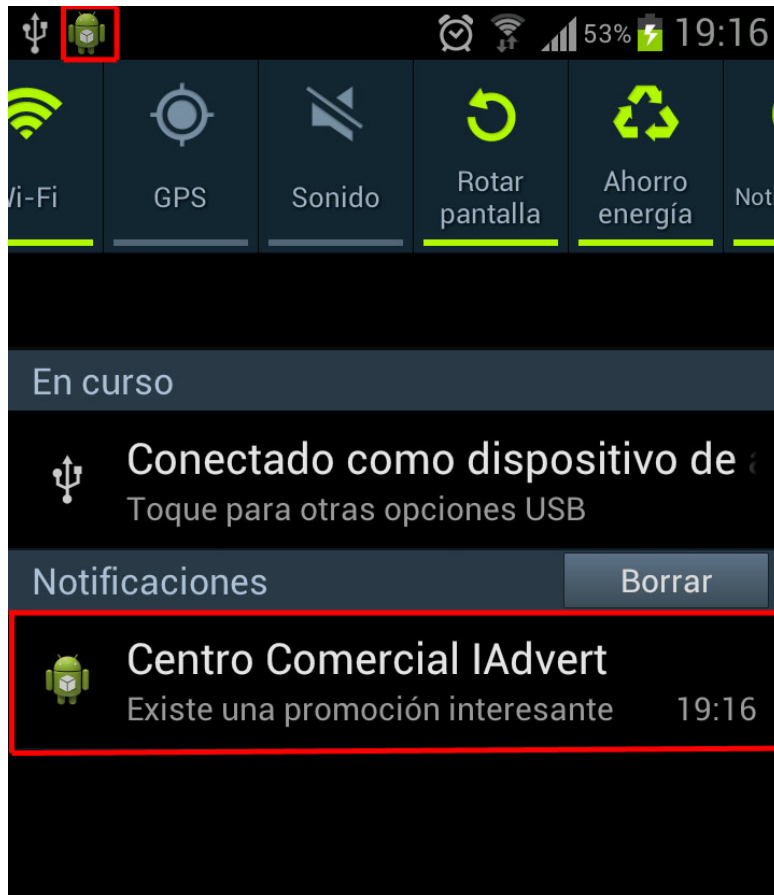 53% 19:16
Wi-Fi
GPS
Sonido
Rotar
pantalla
Ahorro
energía
Not
En curso
Conectado como dispositivo de
Toque para otras opciones USB
Notificaciones
Borrar
Centro Comercial IAdvert
Existe una promoción interesante 19:16